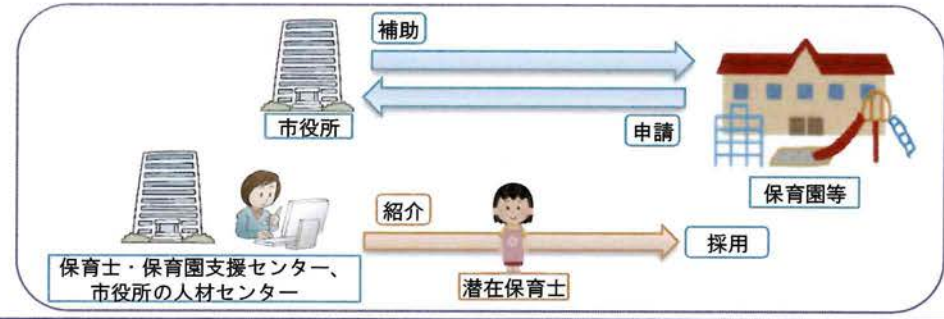 補助
市役所
申請
保育園等
紹介
採用
保育士・保育園支援センター、
市役所の人材センター
潜在保育士